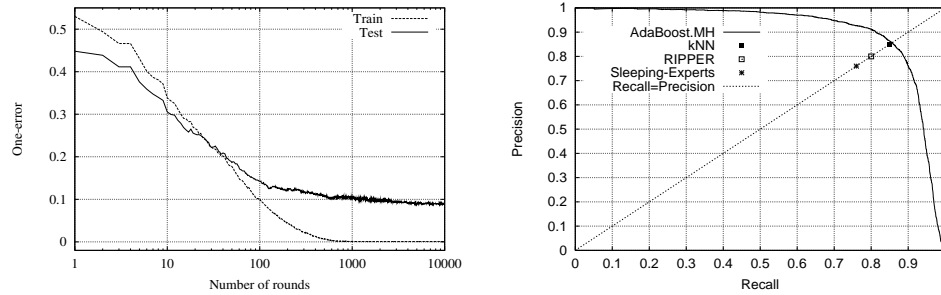 0.5
0.4
0.3
0.2
0.1
0
1
10
100
1000
10000
One-error
Number of rounds
Train
Test
1
0.9
0.8
0.7
0.6
0.5
0.4
0.3
0.2
0.1
0
0
0.1
0.2
0.3
0.4
0.5
0.6
0.7
0.8
0.9
Precision
Recall
AdaBoost.MH
kNN
RIPPER
Sleeping-Experts
Recall=Precision